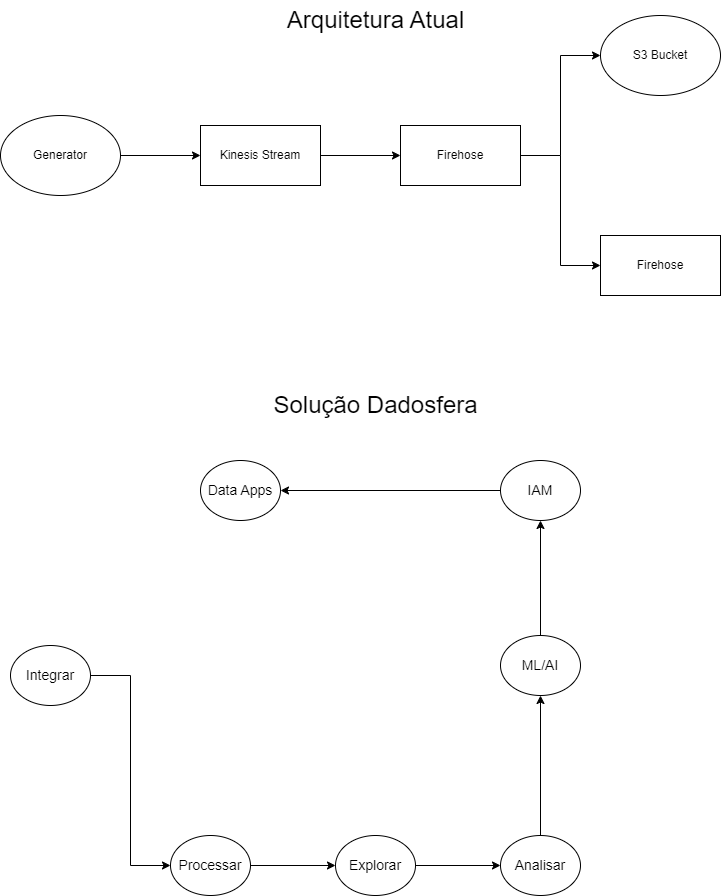 Arquitetura Atual
S3 Bucket
Generator
Kinesis Stream
Firehose
Firehose
Solução Dadosfera
Data Apps
IAM
ML/AI
Integrar
Processar
Explorar
Analisar